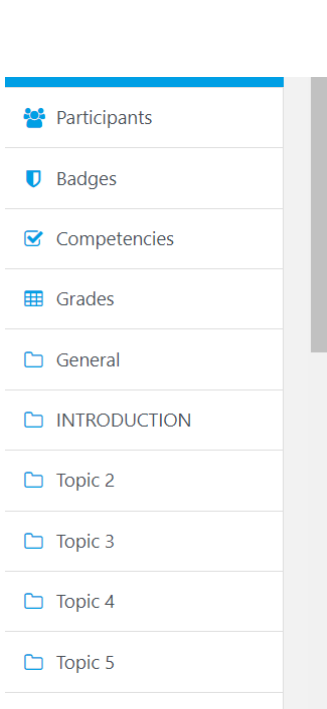 Participants
Badges
Competencies
Grades
General
INTRODUCTION
Topic 2
Topic 3
Topic 4
Topic 5